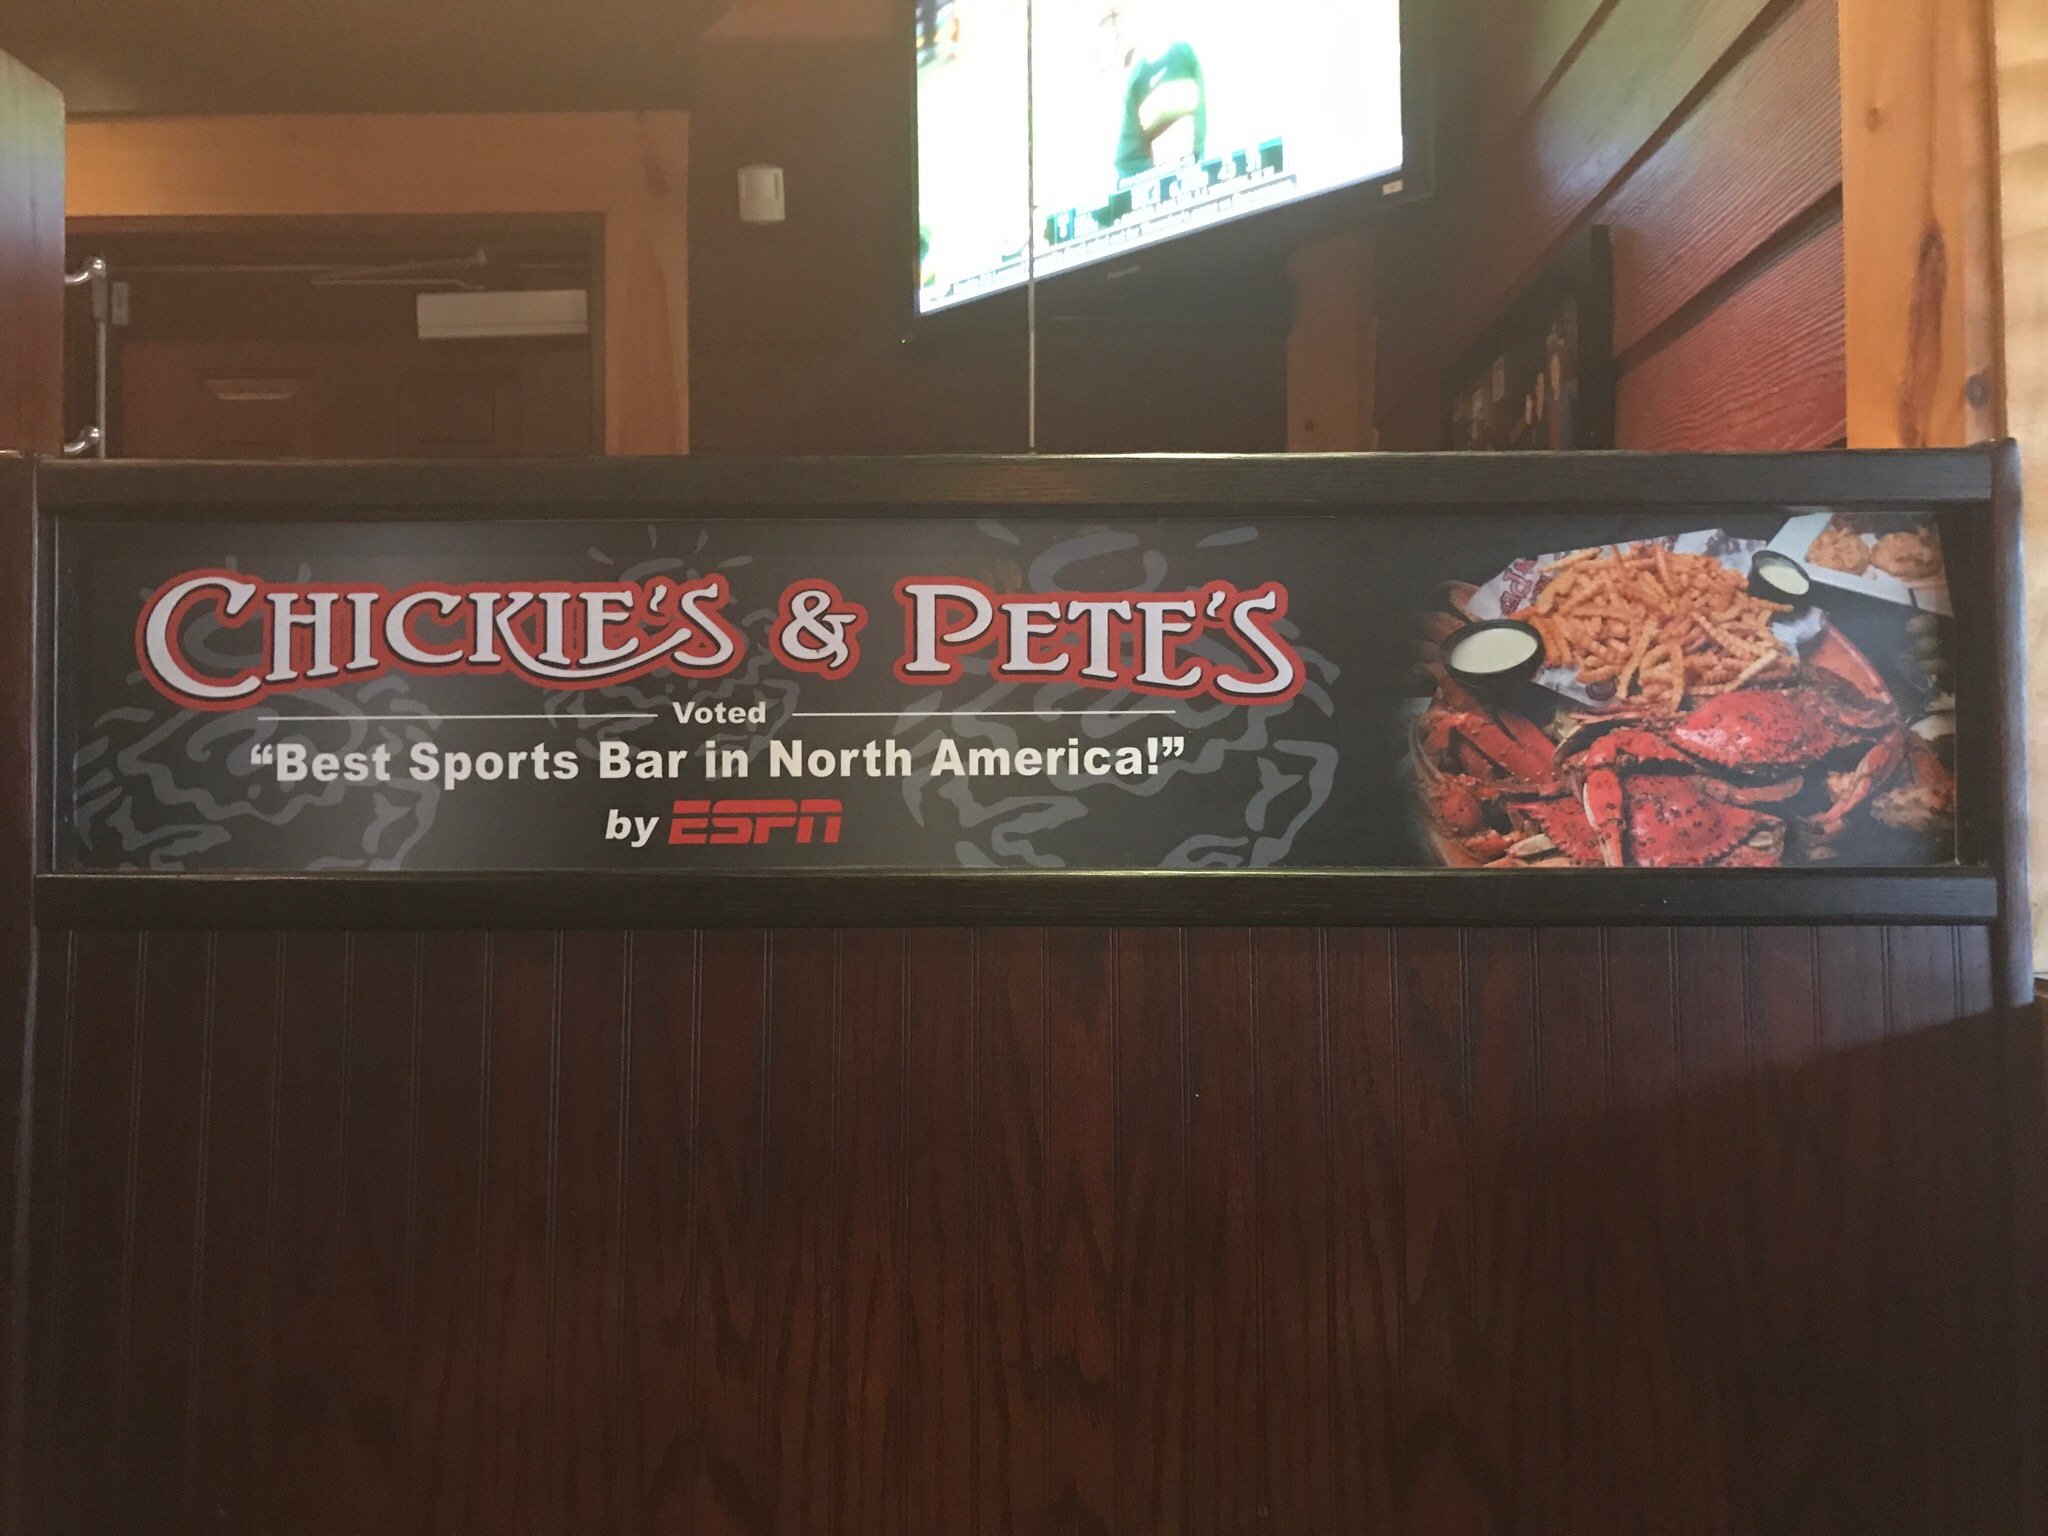 CHICKIE'S & PETE'S
Voted
“Best Sports Bar in North America!”
by ESPN